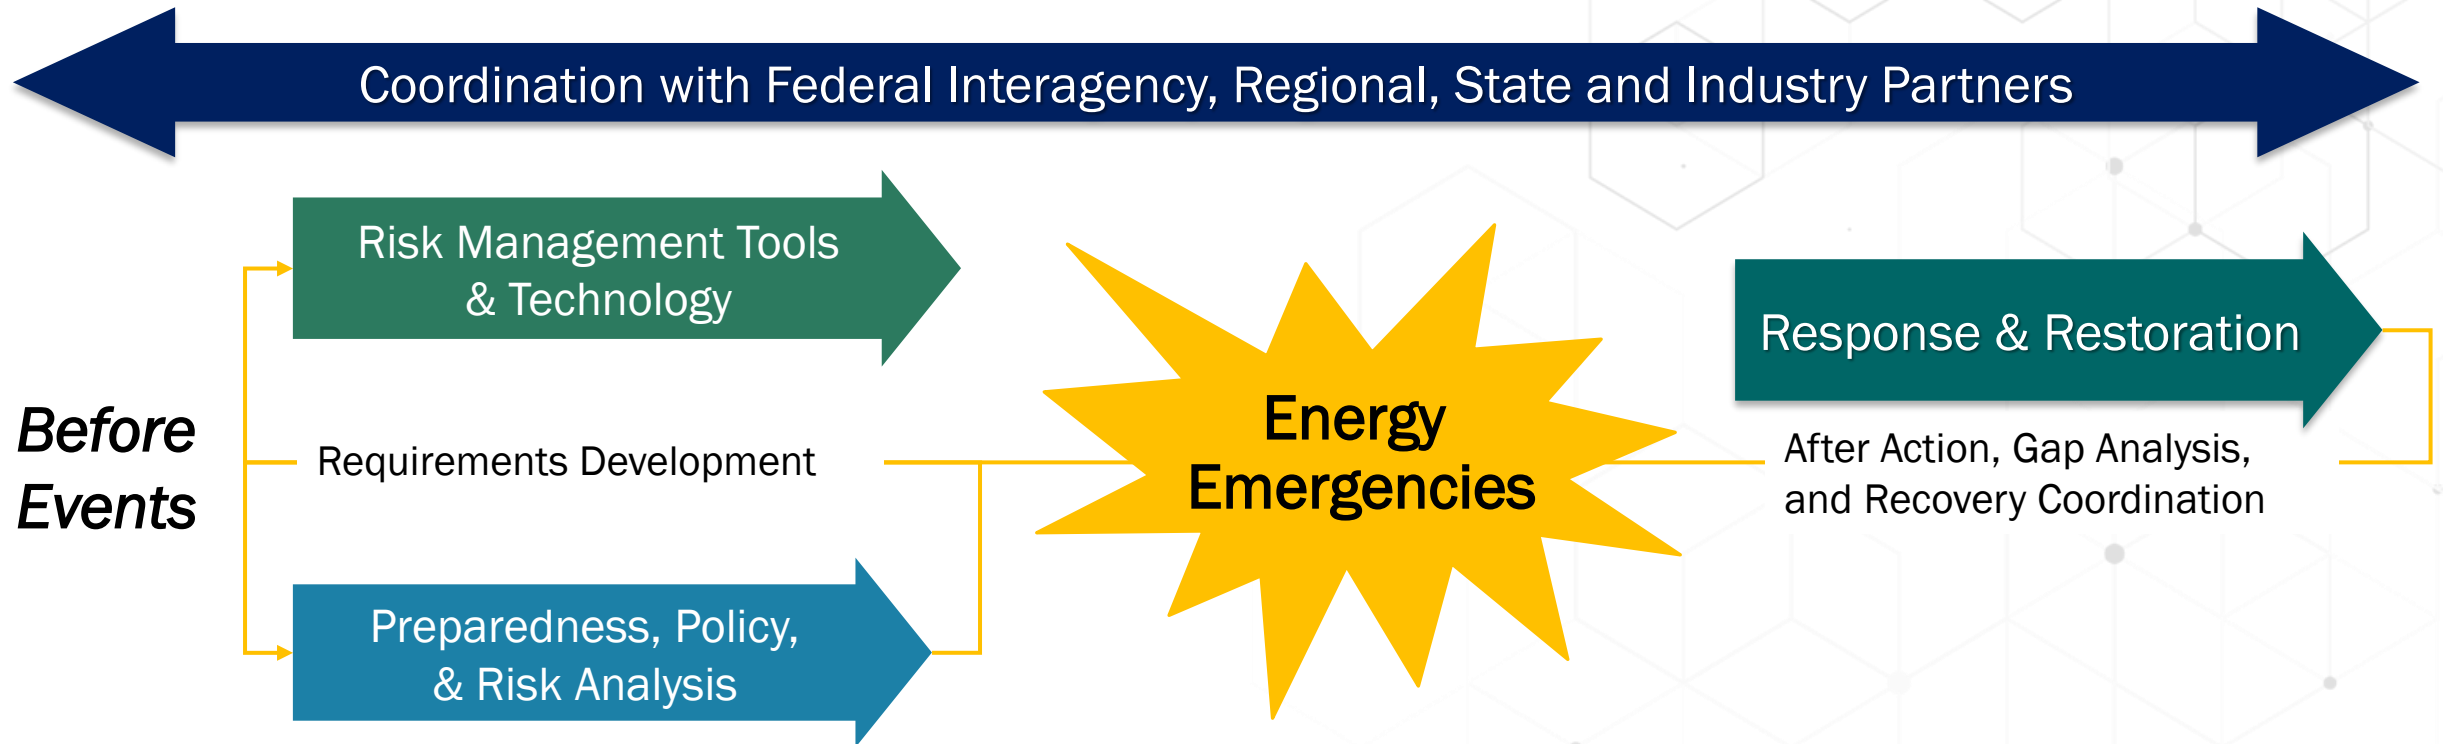 Coordination with Federal Interagency, Regional, State and Industry Partners
Before
Events
Risk Management Tools
& Technology
Requirements Development
Preparedness, Policy,
& Risk Analysis
Energy
Emergencies
Response & Restoration
After Action, Gap Analysis,
and Recovery Coordination